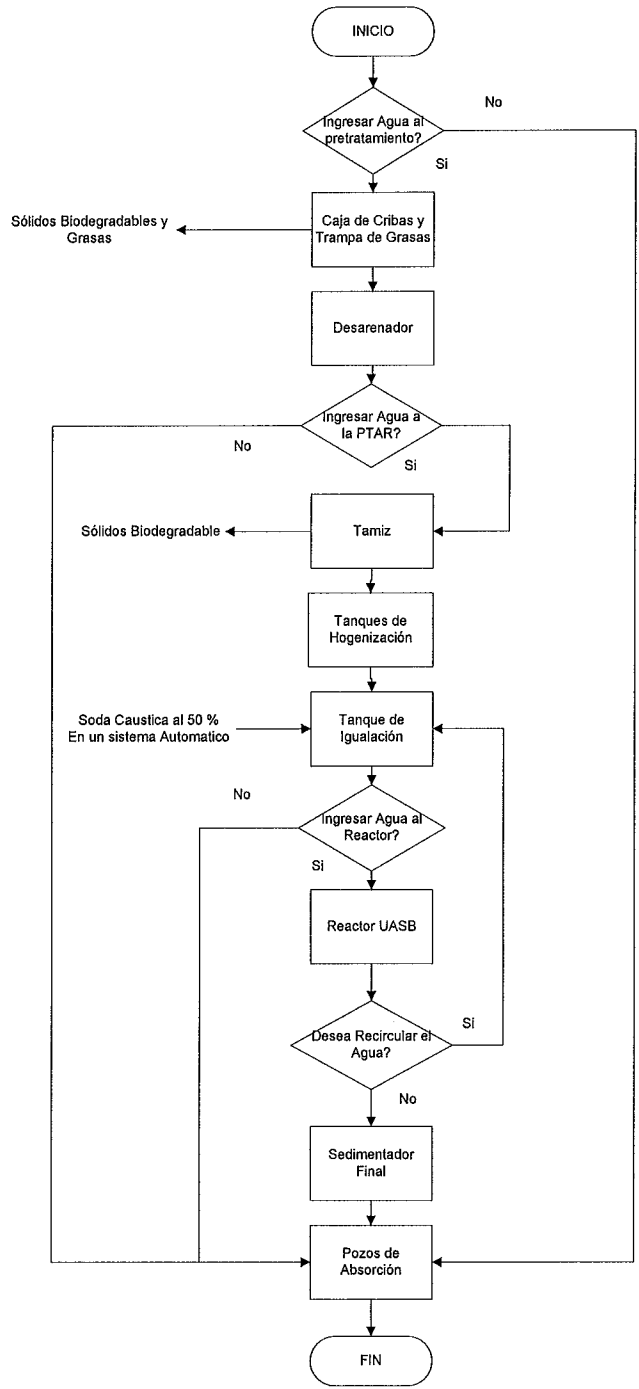 INICIO
No
Ingresar Agua al
pretratamiento?
Si
Sólidos Biodegradables y
Grasas
Caja de Cribas y
Trampa de Grasas
Desarenador
Ingresar Agua a
la PTAR?
No
Si
Sólidos Biodegradable
Tamiz
Tanques de
Hogenización
Soda Caustica al 50 %
En un sistema Automatico
Tanque de
Igualación
No
Ingresar Agua al
Reactor?
Si
Reactor UASB
Desea Recircular el
Agua?
Si
No
Sedimentador
Final
Pozos de
Absorción
FIN